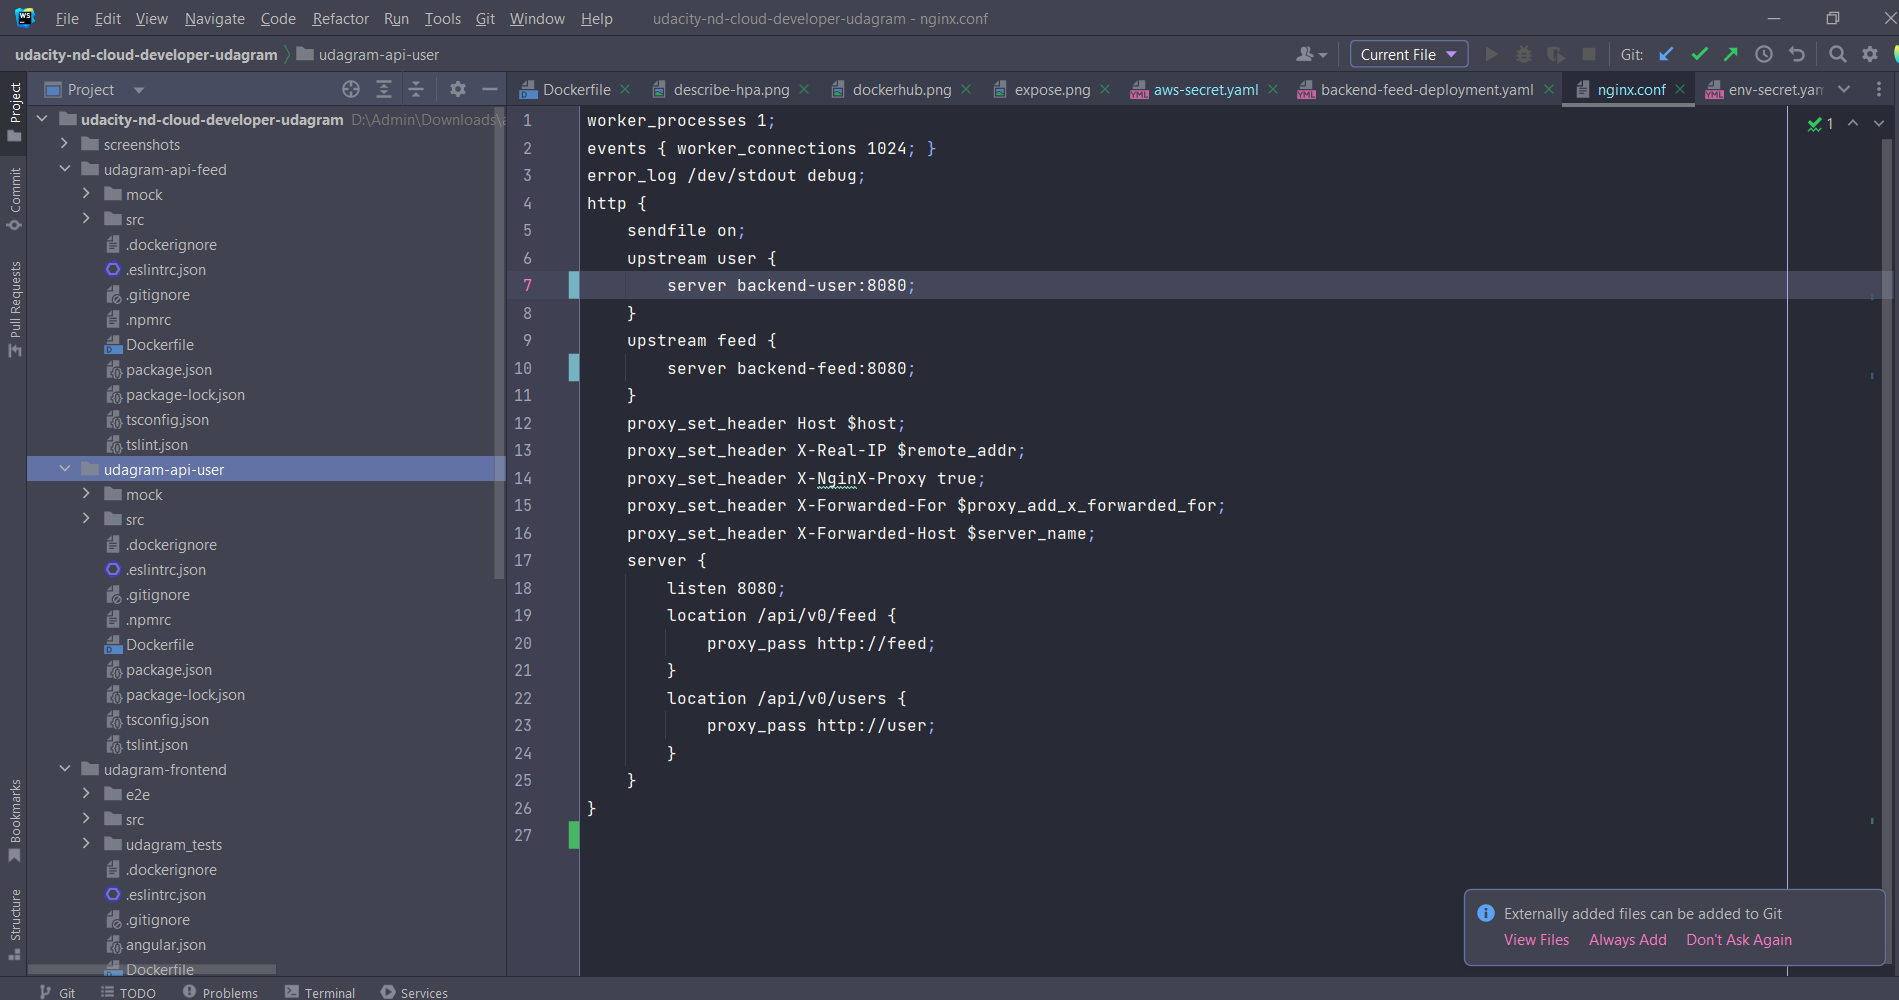 WS File Edit View Navigate Code Refactor Run Tools Git Window Help udacity-nd-cloud-developer-udagram - nginx.conf
udacity-nd-cloud-developer-udagram udagram-api-user Current File Git:
Project Dockerfile describe-hpa.png dockerhub.png expose.png aws-secret.yaml backend-feed-deployment.yaml nginx.conf env-secret.yam
Project
Commit
Pull Requests
Bookmarks
Structure
udacity-nd-cloud-developer-udagram D:\Admin\Downloads\a
screenshots
udagram-api-feed
mock
src
.dockerignore
.eslintrc.json
.gitignore
.npmrc
Dockerfile
package.json
package-lock.json
tsconfig.json
tslint.json
udagram-api-user
mock
src
.dockerignore
.eslintrc.json
.gitignore
.npmrc
Dockerfile
package.json
package-lock.json
tsconfig.json
tslint.json
udagram-frontend
e2e
src
udagram_tests
.dockerignore
.eslintrc.json
.gitignore
angular.json
Dockerfile
1 worker_processes 1;
2 events { worker_connections 1024; }
3 error_log /dev/stdout debug;
4 http {
5 sendfile on;
6 upstream user {
7 server backend-user:8080;
8 }
9 upstream feed {
10 server backend-feed:8080;
11 }
12 proxy_set_header Host $host;
13 proxy_set_header X-Real-IP $remote_addr;
14 proxy_set_header X-NginX-Proxy true;
15 proxy_set_header X-Forwarded-For $proxy_add_x_forwarded_for;
16 proxy_set_header X-Forwarded-Host $server_name;
17 server {
18 listen 8080;
19 location /api/v0/feed {
20 proxy_pass http://feed;
21 }
22 location /api/v0/users {
23 proxy_pass http://user;
24 }
25 }
26 }
27
1
Externally added files can be added to Git
View Files Always Add Don't Ask Again
Git TODO Problems Terminal Services